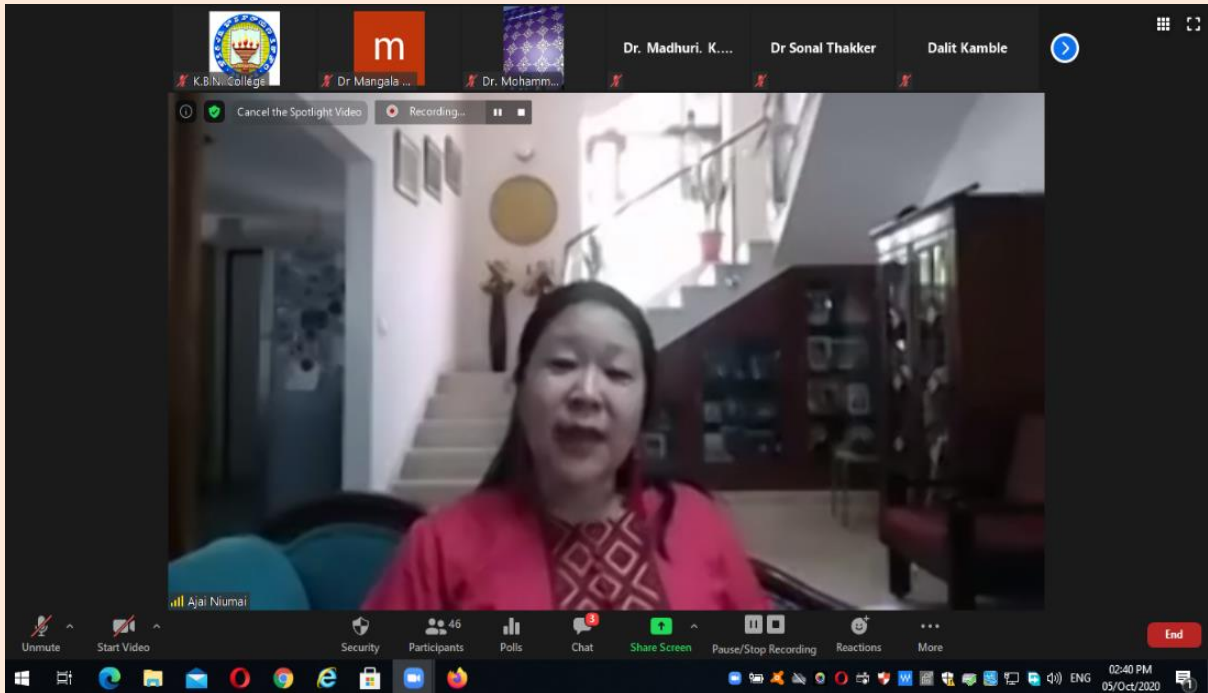 m
Dr. Madhuri. K....
Dr Sonal Thakker
Dalit Kamble
K.B.N. College
Dr Mangala ...
Dr. Mohamm...
Cancel the Spotlight Video
Recording...
Ajai Niumai
Unmute
Start Video
Security
46
Participants
Polls
3
Chat
Share Screen
Pause/Stop Recording
Reactions
More
End
ENG
02:40 PM
05/Oct/2020